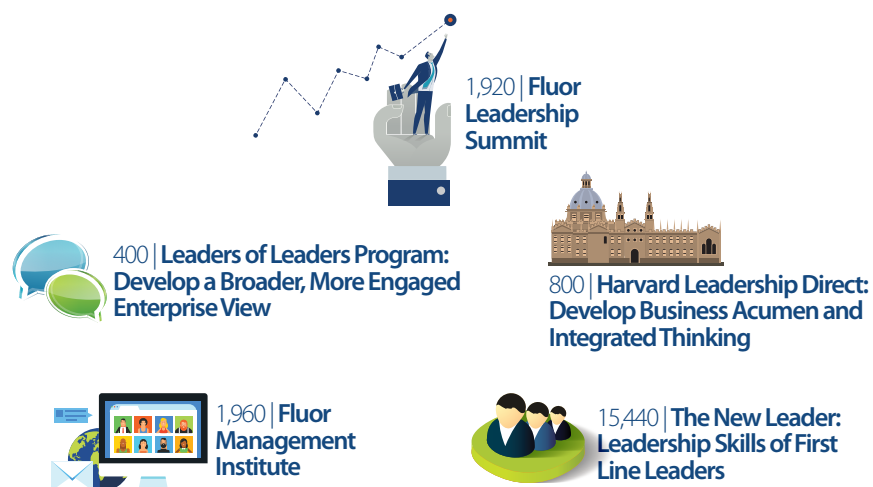 1,920 | Fluor
Leadership
Summit
400 | Leaders of Leaders Program:
Develop a Broader, More Engaged
Enterprise View
800 | Harvard Leadership Direct:
Develop Business Acumen and
Integrated Thinking
1,960 | Fluor
Management
Institute
15,440 | The New Leader:
Leadership Skills of First
Line Leaders